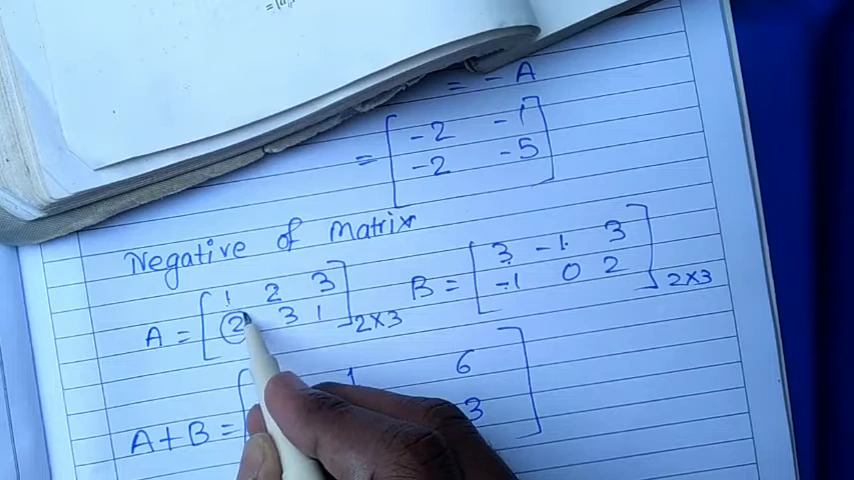 = - A
= [ -2 -1
-2 -5 ]
Negative of Matrix
A = [ 1 2 3
2 3 1 ] 2x3
B = [ 3 -1 3
-1 0 2 ] 2x3
A+B = [ 1 6
3 ]